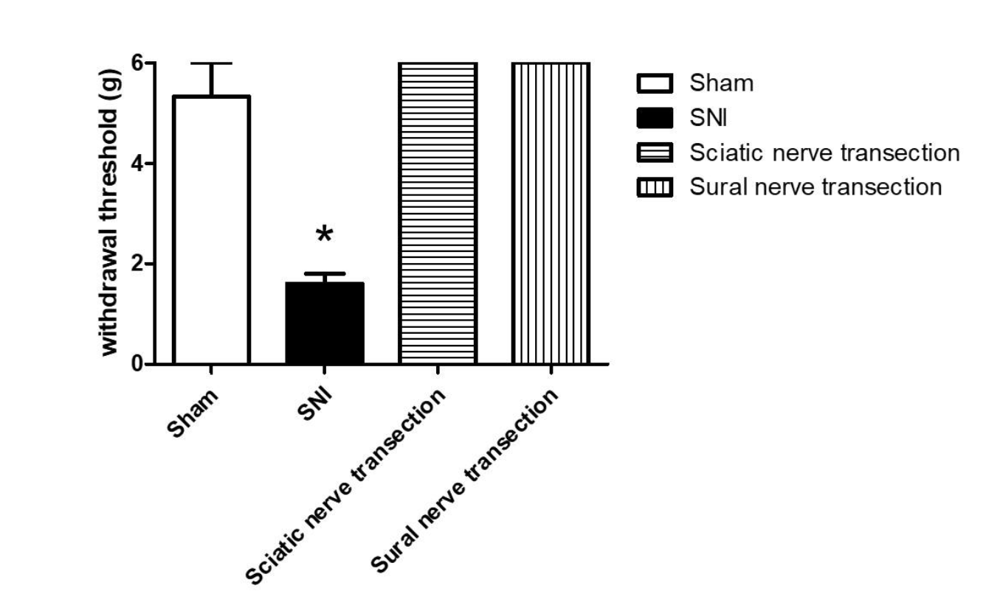 withdrawal threshold (g)
6
4
2
0
*
Sham
SNI
Sciatic nerve transection
Sural nerve transection
Sham
SNI
Sciatic nerve transection
Sural nerve transection